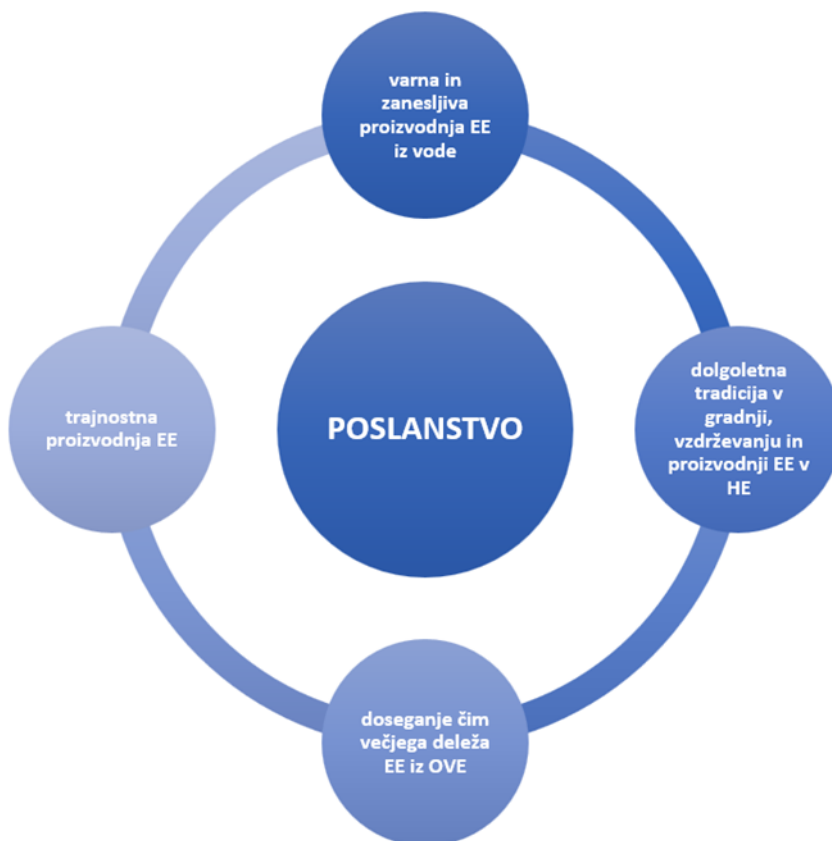 varna in
zanesljiva
proizvodnja EE
iz vode
dolgoletna
tradicija v
gradnji,
vzdrževanju in
proizvodnji EE v
HE
POSLANSTVO
trajnostna
proizvodnja EE
doseganje čim
večjega deleža
EE iz OVE